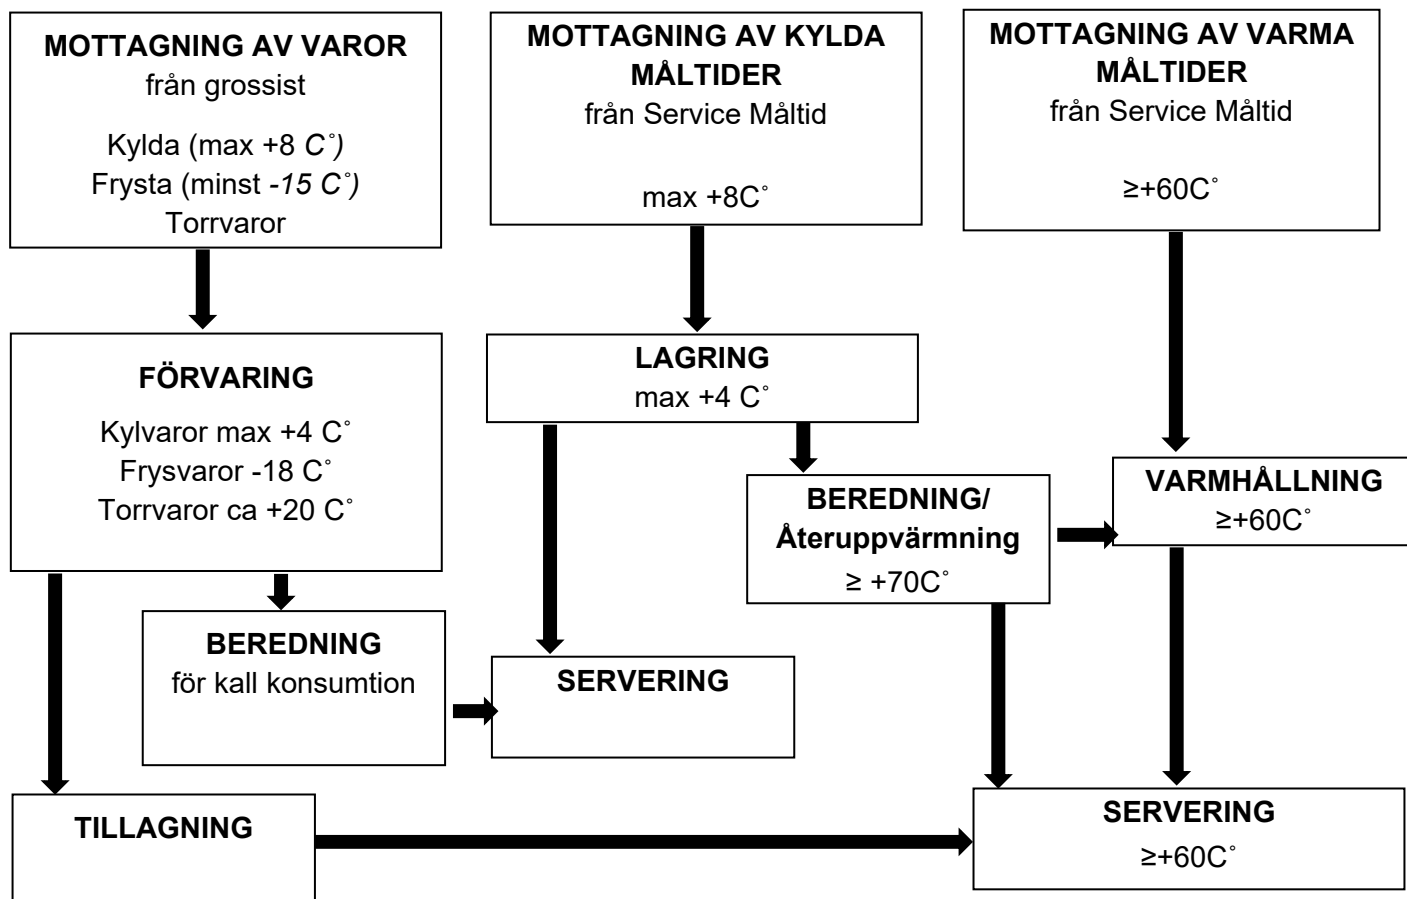 MOTTAGNING AV VAROR
från grossist
Kylda (max +8 C˚)
Frysta (minst -15 C˚)
Torrvaror
MOTTAGNING AV KYLDA
MÅLTIDER
från Service Måltid
max +8C˚
MOTTAGNING AV VARMA
MÅLTIDER
från Service Måltid
≥+60C˚
FÖRVARING
Kylvaror max +4 C˚
Frysvaror -18 C˚
Torrvaror ca +20 C˚
LAGRING
max +4 C˚
BEREDNING/
Återuppvärmning
≥ +70C˚
VARMHÅLLNING
≥+60C˚
BEREDNING
för kall konsumtion
SERVERING
TILLAGNING
SERVERING
≥+60C˚